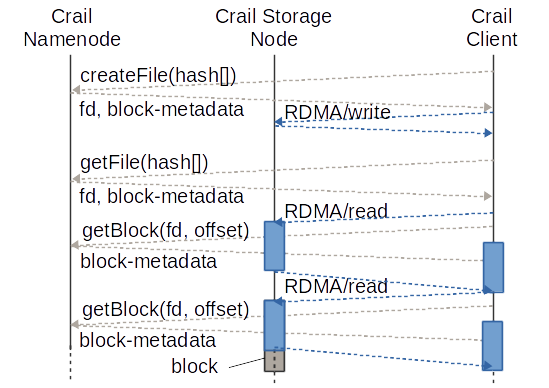 Crail
Namenode
Crail Storage
Node
Crail
Client
createFile(hash[])
fd, block-metadata
RDMA/write
getFile(hash[])
fd, block-metadata
RDMA/read
getBlock(fd, offset)
block-metadata
RDMA/read
getBlock(fd, offset)
block-metadata
block